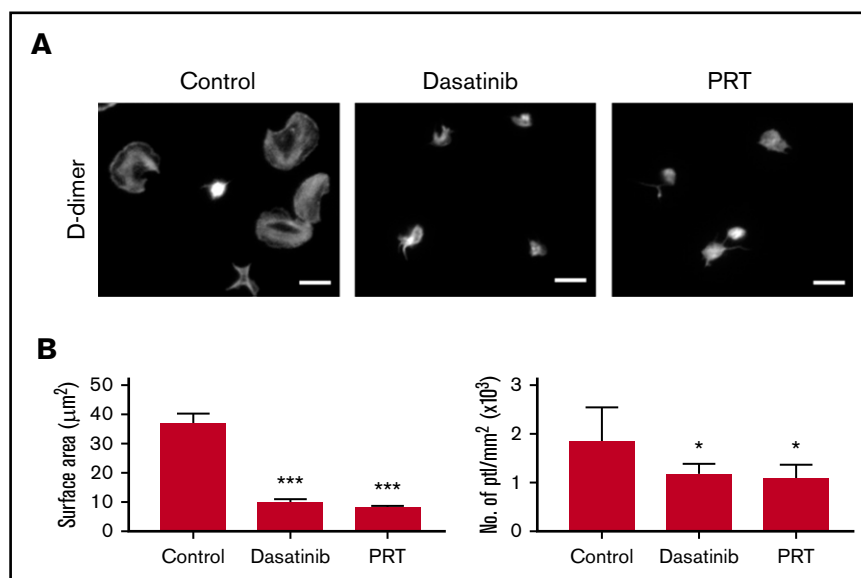 A
Control Dasatinib PRT
D-dimer
B
Surface area (μm²)
50
40
30
20
10
0
***
***
Control Dasatinib PRT
No. of ptl/mm² (x10³)
3
2
1
0
*
*
Control Dasatinib PRT